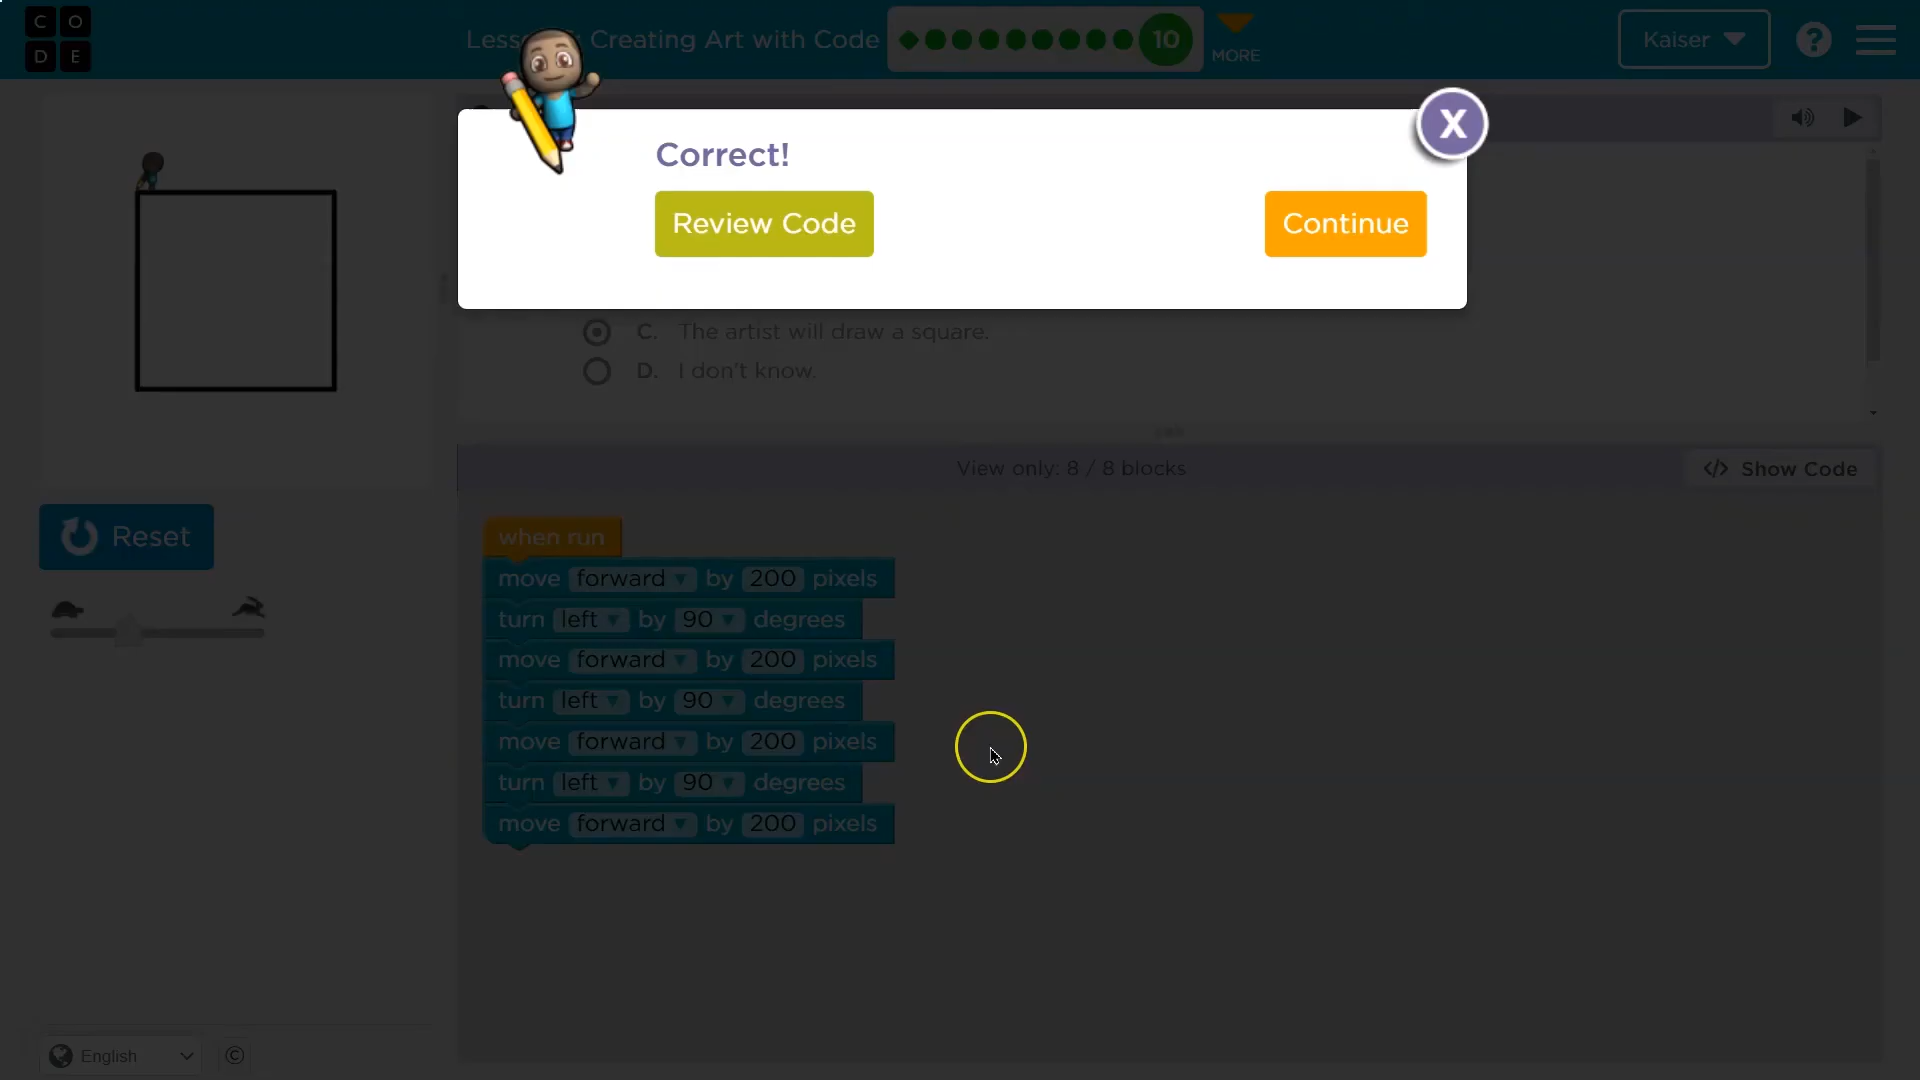 CODE
Creating Art with Code
10
MORE
Kaiser
?
X
Correct!
Review Code
Continue
C. The artist will draw a square.
D. I don't know.
View only: 8 / 8 blocks
</> Show Code
Reset
when run
move forward by 200 pixels
turn left by 90 degrees
move forward by 200 pixels
turn left by 90 degrees
move forward by 200 pixels
turn left by 90 degrees
move forward by 200 pixels
English
©